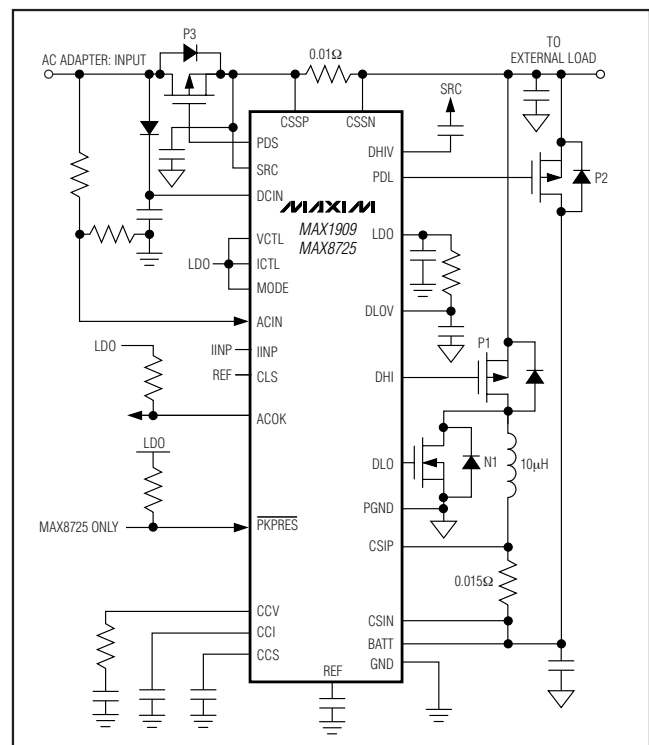 P3
AC ADAPTER: INPUT
0.01Ω
TO
EXTERNAL LOAD
CSSP
CSSN
SRC
PDS
DHIV
SRC
PDL
P2
DCIN
MAXIM
MAX1909
MAX8725
LDO
VCTL
LDO
ICTL
MODE
DLOV
ACIN
P1
LDO
IINP
IINP
REF
CLS
DHI
ACOK
LDO
DLO
N1
10µH
PGND
MAX8725 ONLY
PKPRES
CSIP
0.015Ω
CCV
CSIN
CCI
BATT
CCS
GND
REF